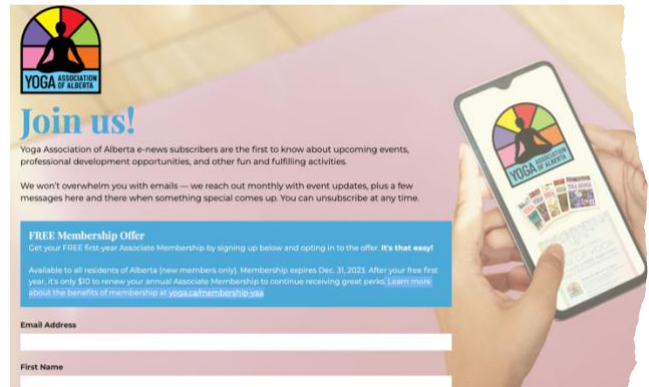 YOGA ASSOCIATION OF ALBERTA
Join us!
Yoga Association of Alberta e-news subscribers are the first to know about upcoming events,
professional development opportunities, and other fun and fulfilling activities.
We won't overwhelm you with emails — we reach out monthly with event updates, plus a few
messages here and there when something special comes up. You can unsubscribe at any time.
FREE Membership Offer
Get your FREE first-year Associate Membership by signing up below and opting in to the offer. It's that easy!
Available to all residents of Alberta (new members only). Membership expires Dec. 31, 2023. After your free first
year, it's only $10 to renew your annual Associate Membership to continue receiving great perks. Learn more
about the benefits of membership at yoga.ca/membership-yaa
Email Address
First Name
YOGA ASSOCIATION OF ALBERTA